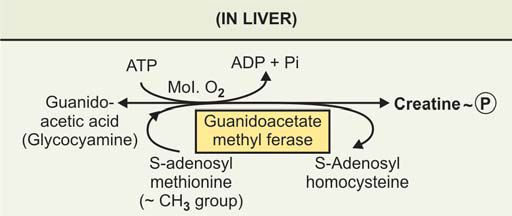 (IN LIVER)
ATP
ADP + Pi
Mol. O₂
Guanido-
acetic acid
(Glycocyamine)
Creatine ~ P
Guanidoacetate
methyl ferase
S-adenosyl
methionine
(~ CH₃ group)
S-Adenosyl
homocysteine